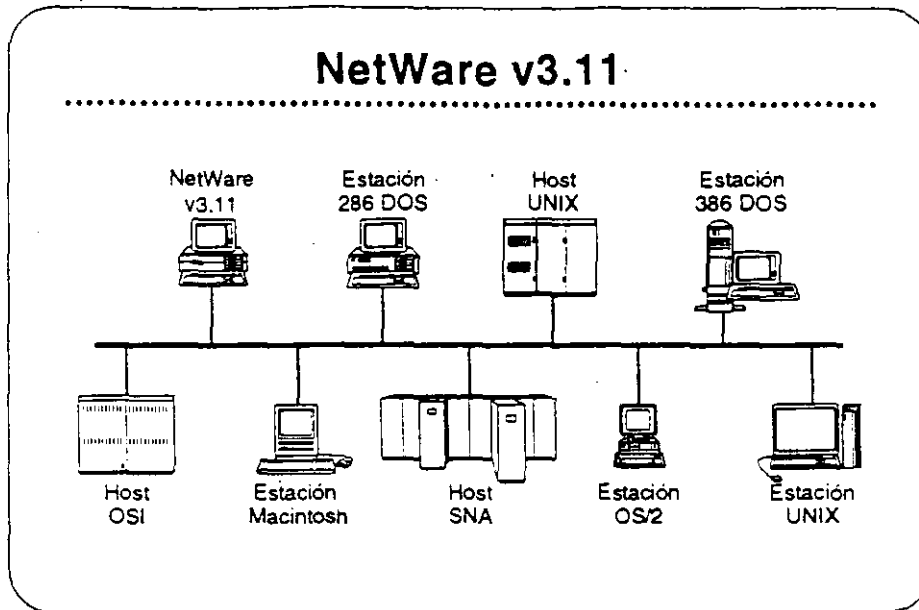 NetWare v3.11
NetWare
v3.11
Estación
286 DOS
Host
UNIX
Estación
386 DOS
Host
OSI
Estación
Macintosh
Host
SNA
Estación
OS/2
Estación
UNIX